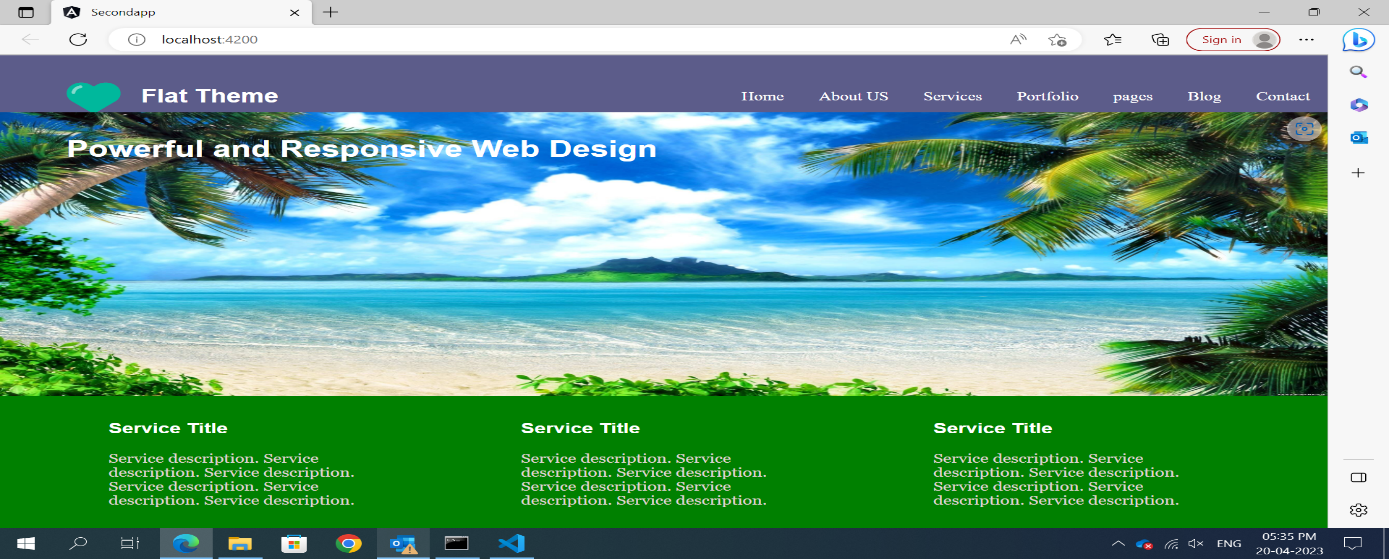 Secondapp
localhost:4200
Sign in
Flat Theme
Home About US Services Portfolio pages Blog Contact
Powerful and Responsive Web Design
Service Title
Service description. Service
description. Service description.
Service description. Service
description. Service description.
Service Title
Service description. Service
description. Service description.
Service description. Service
description. Service description.
Service Title
Service description. Service
description. Service description.
Service description. Service
description. Service description.
ENG
05:35 PM
20-04-2023